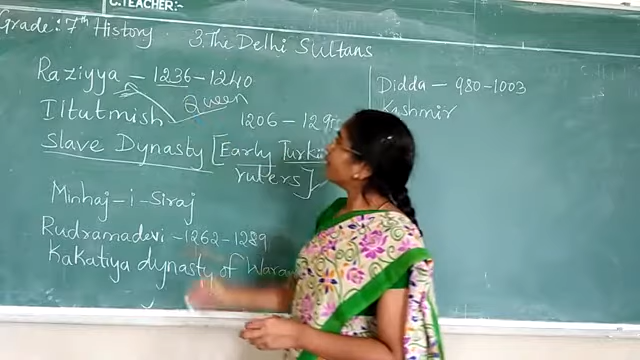 C.TEACHER:-
Grade: 7th History
3. The Delhi Sultans
Raziyya - 1236-1240
Queen
Iltutmish
1206 - 129
Slave Dynasty [Early Turki
rulers]
Minhaj-i-Siraj
Rudramadevi - 1262-1289
Kakatiya dynasty of Waran
Didda - 980-1003
Kashmir